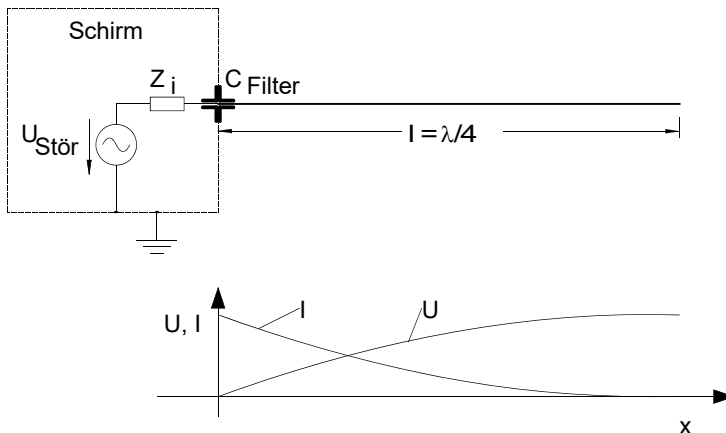 Schirm
Z i
C Filter
U Stör
l = λ/4
I
U
U, I
x